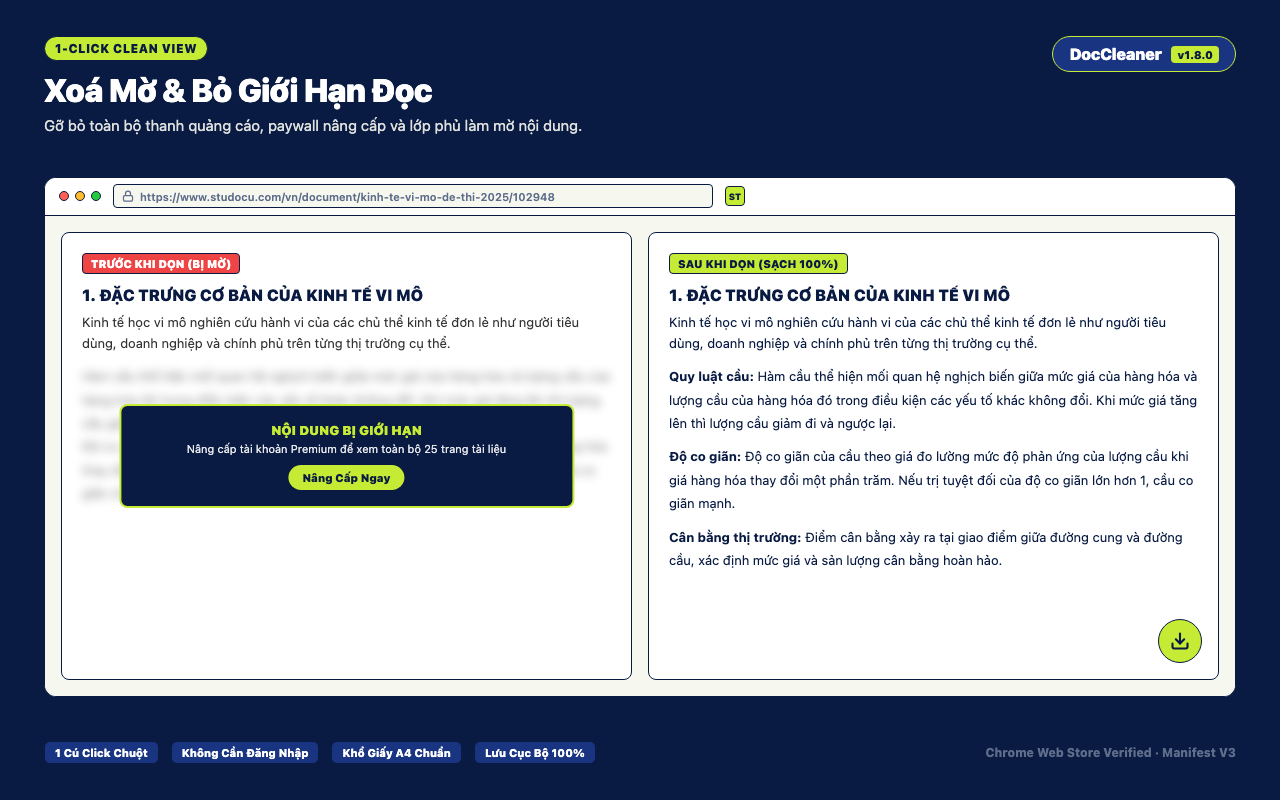 1-CLICK CLEAN VIEW
DocCleaner v1.8.0
Xoá Mờ & Bỏ Giới Hạn Đọc
Gỡ bỏ toàn bộ thanh quảng cáo, paywall nâng cấp và lớp phủ làm mờ nội dung.
https://www.studocu.com/vn/document/kinh-te-vi-mo-de-thi-2025/102948
ST
TRƯỚC KHI DỌN (BỊ MỜ)
1. ĐẶC TRƯNG CƠ BẢN CỦA KINH TẾ VI MÔ
Kinh tế học vi mô nghiên cứu hành vi của các chủ thể kinh tế đơn lẻ như người tiêu
dùng, doanh nghiệp và chính phủ trên từng thị trường cụ thể.
NỘI DUNG BỊ GIỚI HẠN
Nâng cấp tài khoản Premium để xem toàn bộ 25 trang tài liệu
Nâng Cấp Ngay
SAU KHI DỌN (SẠCH 100%)
1. ĐẶC TRƯNG CƠ BẢN CỦA KINH TẾ VI MÔ
Kinh tế học vi mô nghiên cứu hành vi của các chủ thể kinh tế đơn lẻ như người tiêu
dùng, doanh nghiệp và chính phủ trên từng thị trường cụ thể.
Quy luật cầu: Hàm cầu thể hiện mối quan hệ nghịch biến giữa mức giá của hàng hóa và
lượng cầu của hàng hóa đó trong điều kiện các yếu tố khác không đổi. Khi mức giá tăng
lên thì lượng cầu giảm đi và ngược lại.
Độ co giãn: Độ co giãn của cầu theo giá đo lường mức độ phản ứng của lượng cầu khi
giá hàng hóa thay đổi một phần trăm. Nếu trị tuyệt đối của độ co giãn lớn hơn 1, cầu co
giãn mạnh.
Cân bằng thị trường: Điểm cân bằng xảy ra tại giao điểm giữa đường cung và đường
cầu, xác định mức giá và sản lượng cân bằng hoàn hảo.
1 Cú Click Chuột
Không Cần Đăng Nhập
Khổ Giấy A4 Chuẩn
Lưu Cục Bộ 100%
Chrome Web Store Verified · Manifest V3